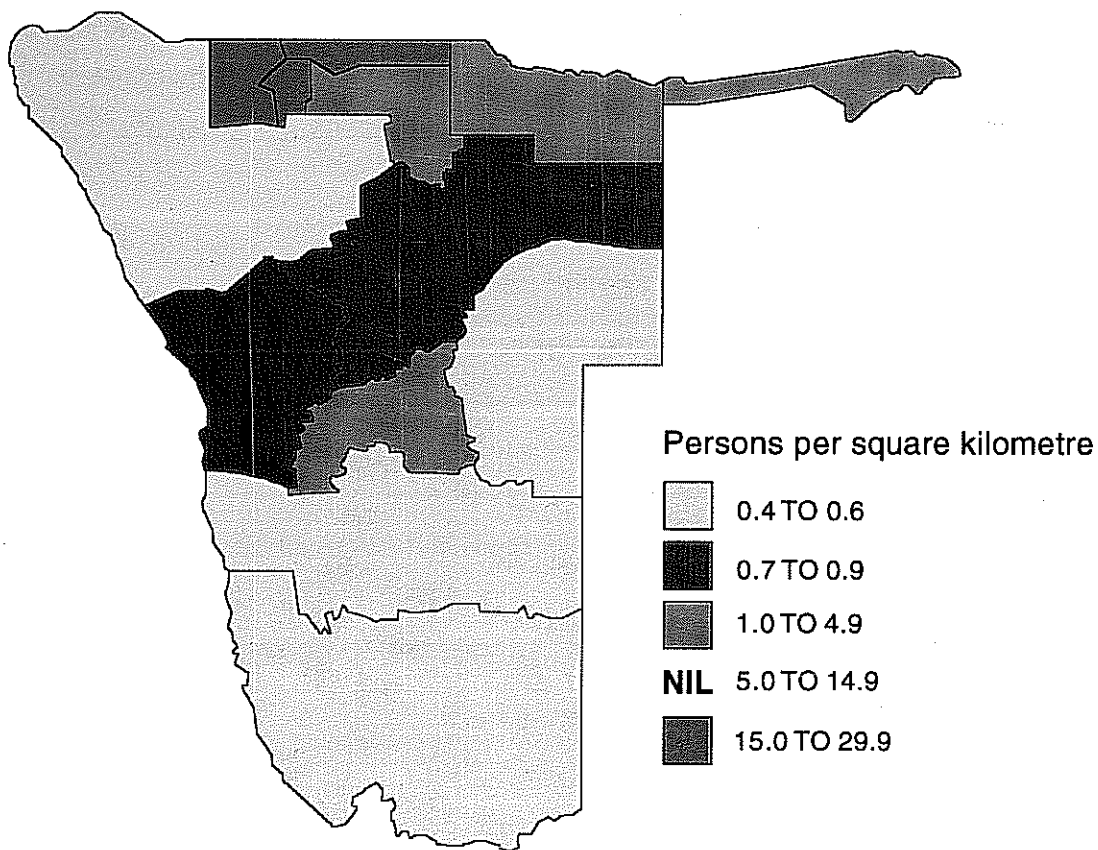 Persons per square kilometre
0.4 TO 0.6
0.7 TO 0.9
1.0 TO 4.9
NIL 5.0 TO 14.9
15.0 TO 29.9